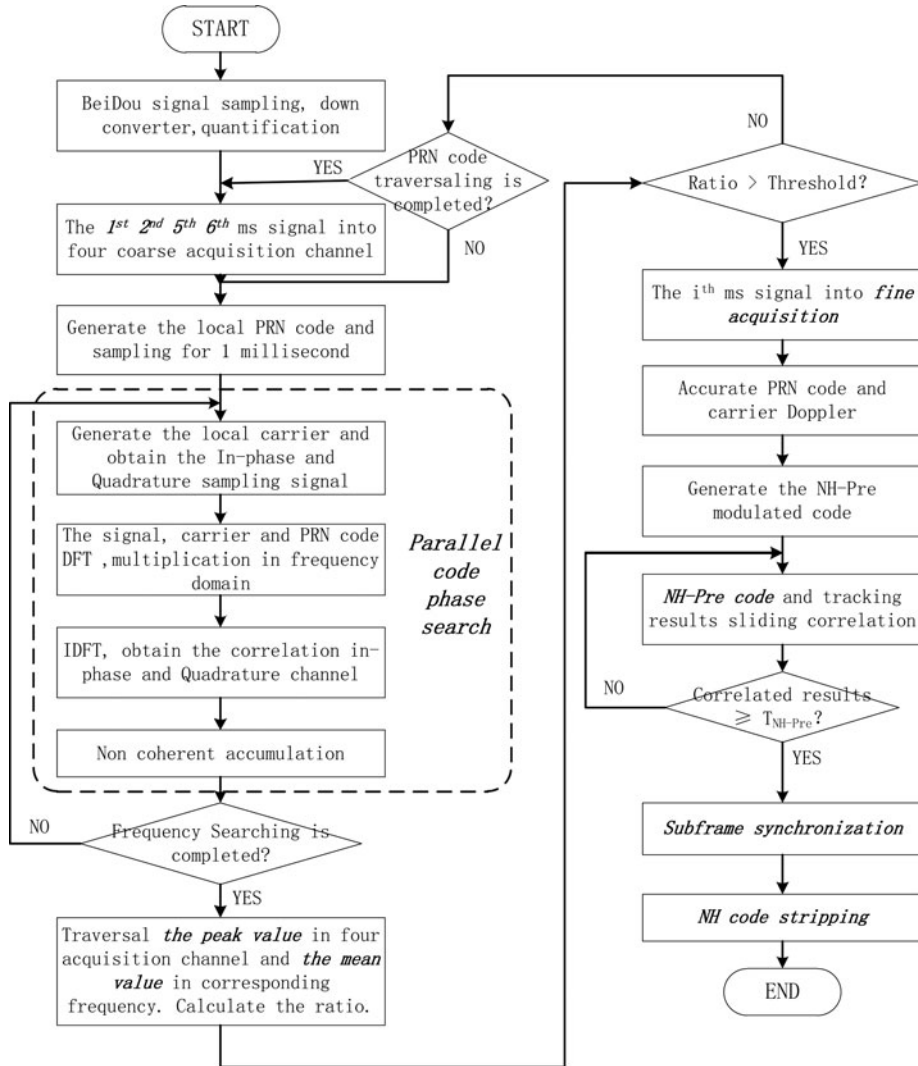 START
BeiDou signal sampling, down
converter,quantification
YES
PRN code
traversaling is
completed?
NO
The 1st 2nd 5th 6th ms signal into
four coarse acquisition channel
NO
Generate the local PRN code and
sampling for 1 millisecond
Generate the local carrier and
obtain the In-phase and
Quadrature sampling signal
The signal, carrier and PRN code
DFT ,multiplication in frequency
domain
IDFT, obtain the correlation in-
phase and Quadrature channel
Non coherent accumulation
Parallel
code
phase
search
NO
Frequency Searching is
completed?
YES
Traversal the peak value in four
acquisition channel and the mean
value in corresponding
frequency. Calculate the ratio.
Ratio > Threshold?
YES
The ith ms signal into fine
acquisition
Accurate PRN code and
carrier Doppler
Generate the NH-Pre
modulated code
NH-Pre code and tracking
results sliding correlation
NO
Correlated results
≥ TNH-Pre?
YES
Subframe synchronization
NH code stripping
END